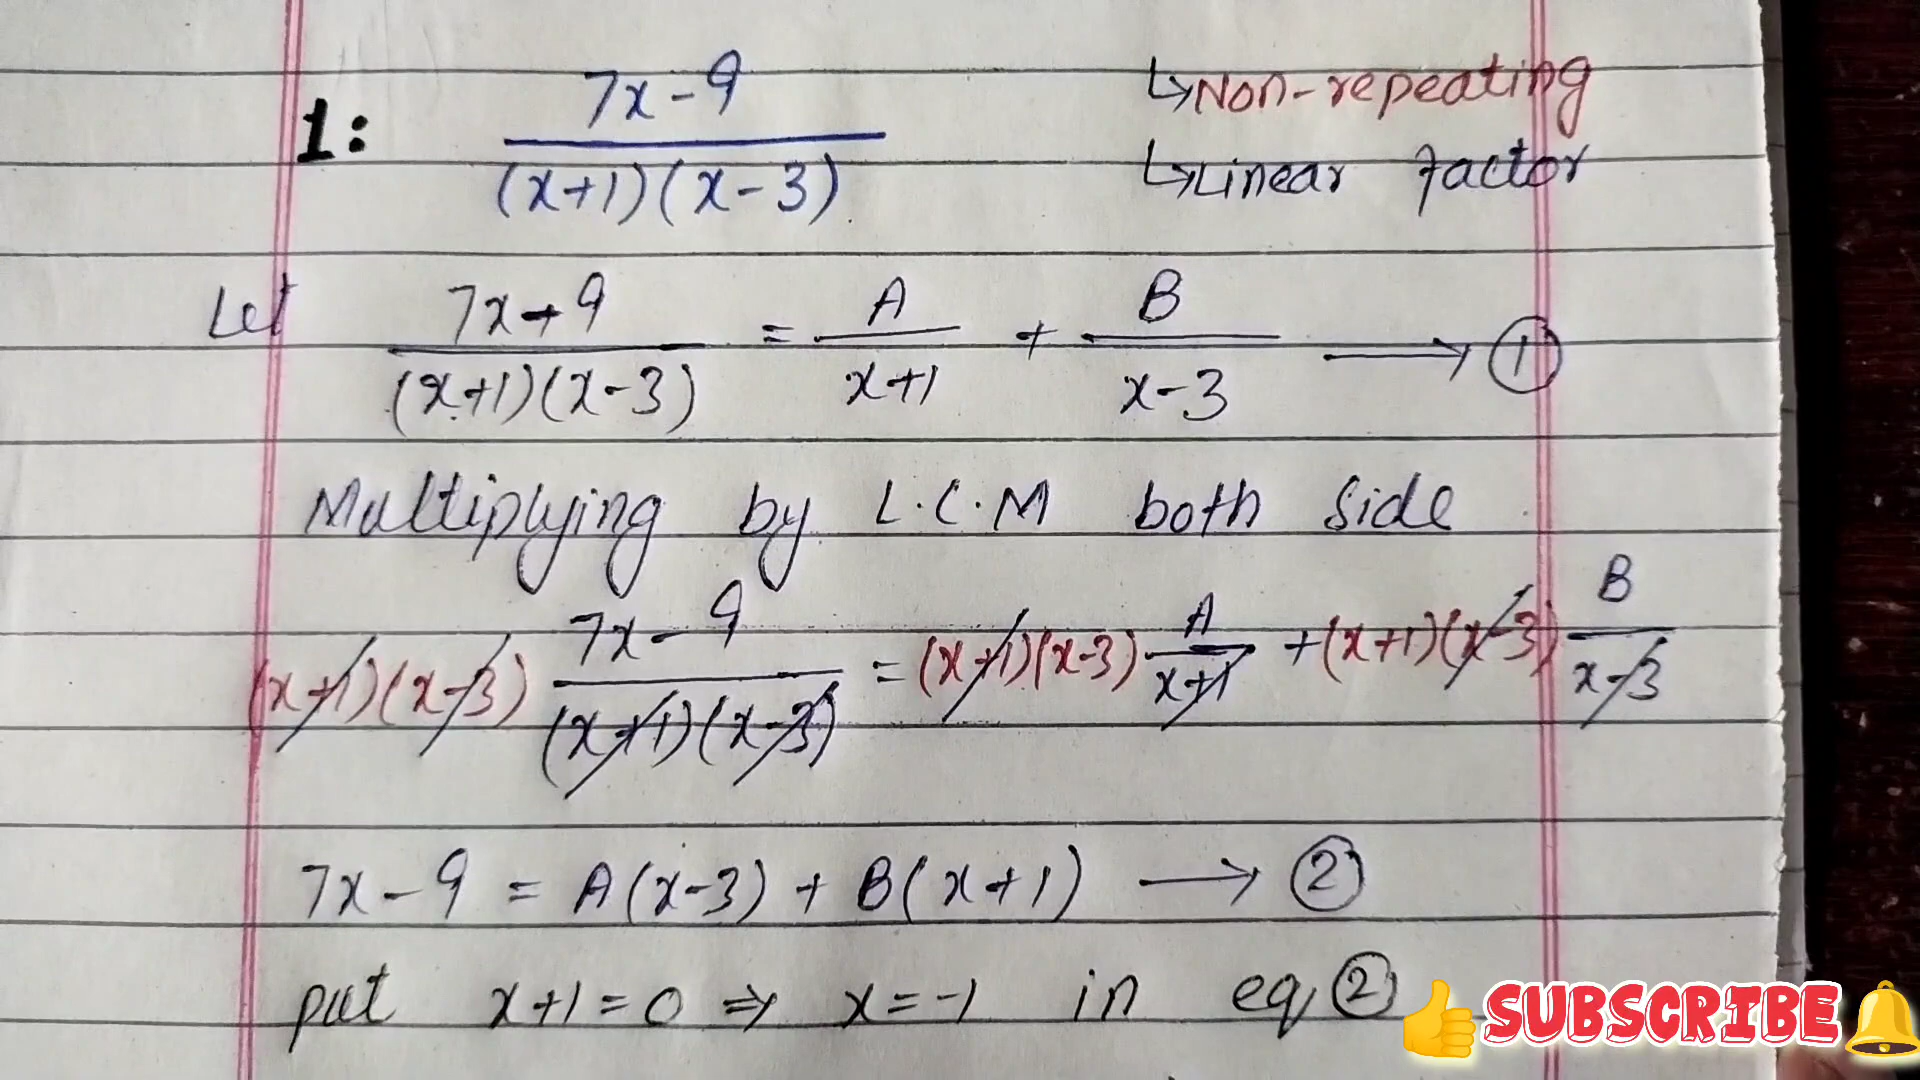 1: 7x-9 / (x+1)(x-3) ↳Non-repeating
↳Linear factor
Let 7x+9 / (x+1)(x-3) = A / x+1 + B / x-3 → ①
Multiplying by L.C.M both side
(x+1)(x-3) 7x-9 / (x+1)(x-3) = (x+1)(x-3) A / x+1 + (x+1)(x-3) B / x-3
7x-9 = A(x-3) + B(x+1) → ②
put x+1=0 ⇒ x=-1 in eq ②
SUBSCRIBE